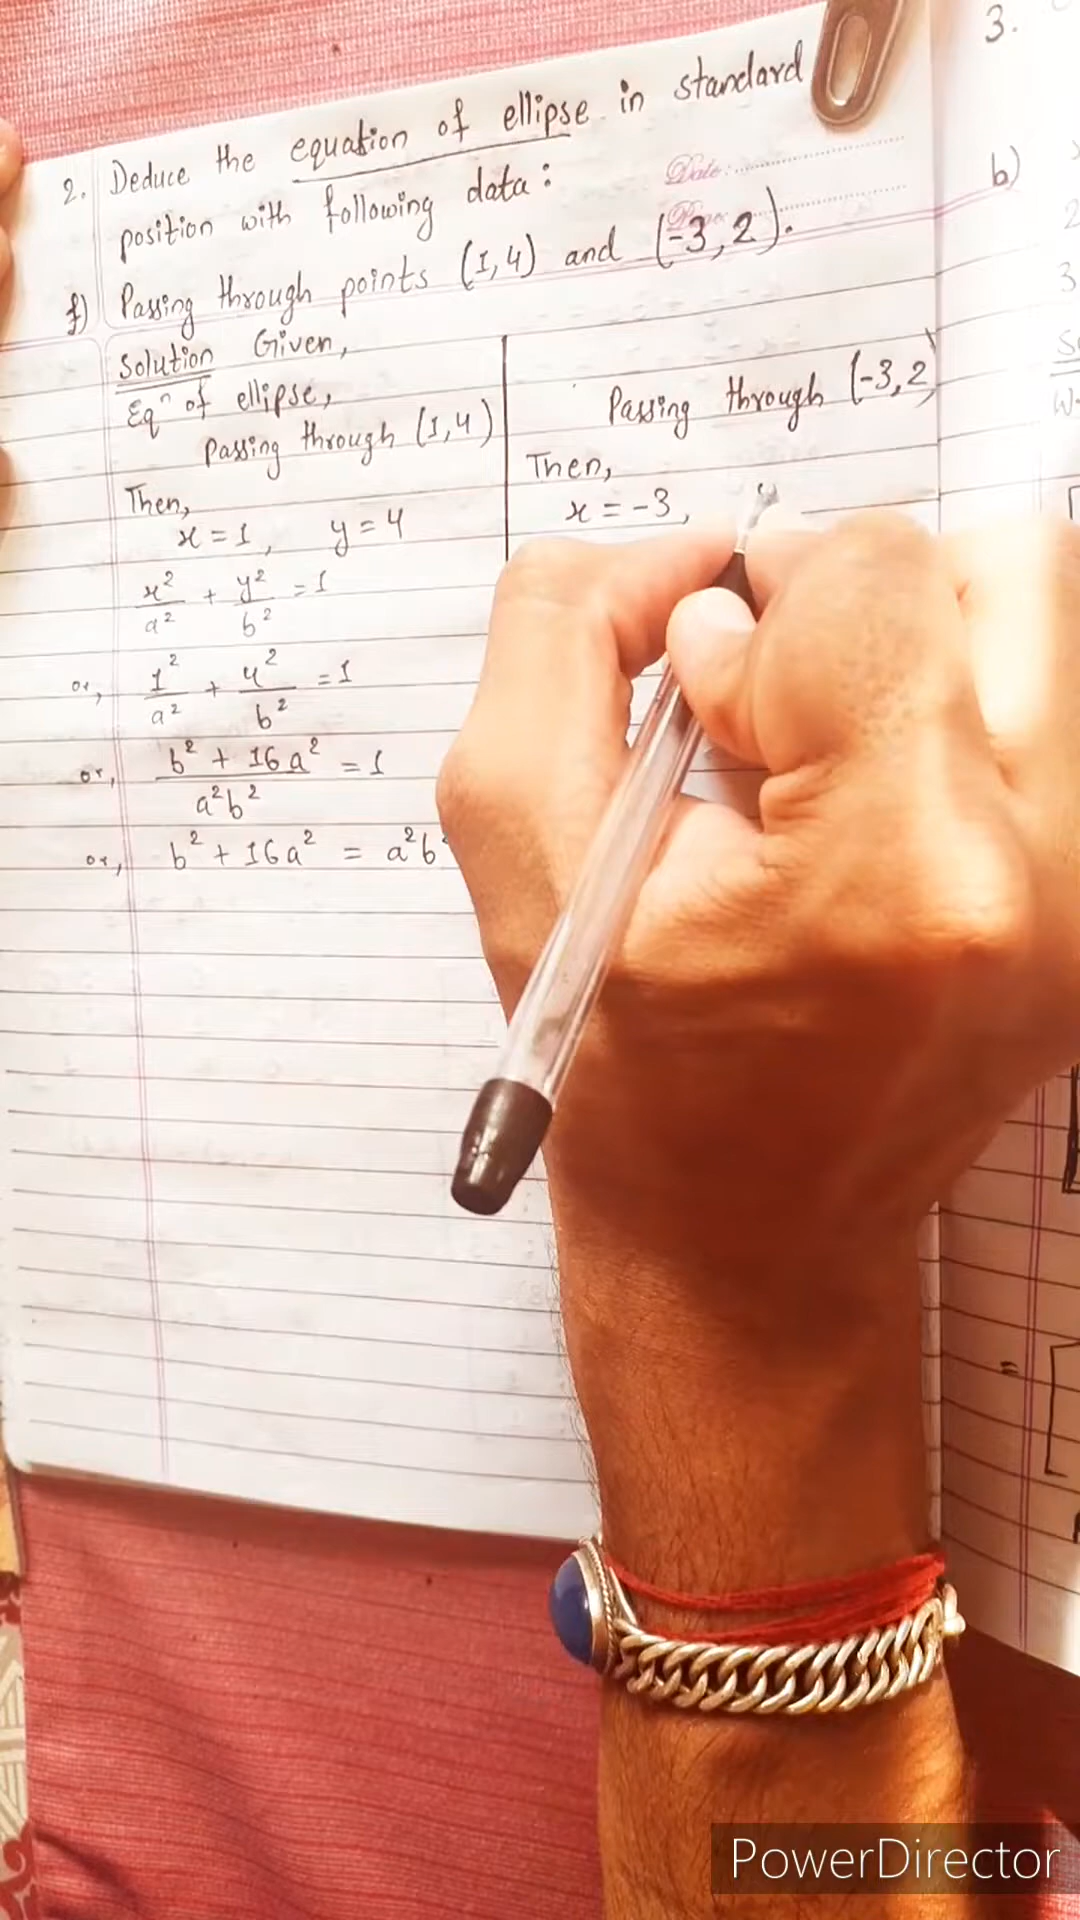 2. Deduce the equation of ellipse in standard
position with following data:
Date:
f) Passing through points (1,4) and (-3,2).
Solution Given,
Eqⁿ of ellipse,
Passing through (1,4)
Then,
x = 1, y = 4
x²/a² + y²/b² = 1
or, 1²/a² + 4²/b² = 1
or, b² + 16a² / a²b² = 1
or, b² + 16a² = a²b²
Passing through (-3,2)
Then,
x = -3, y
3.
b)
3
=
PowerDirector